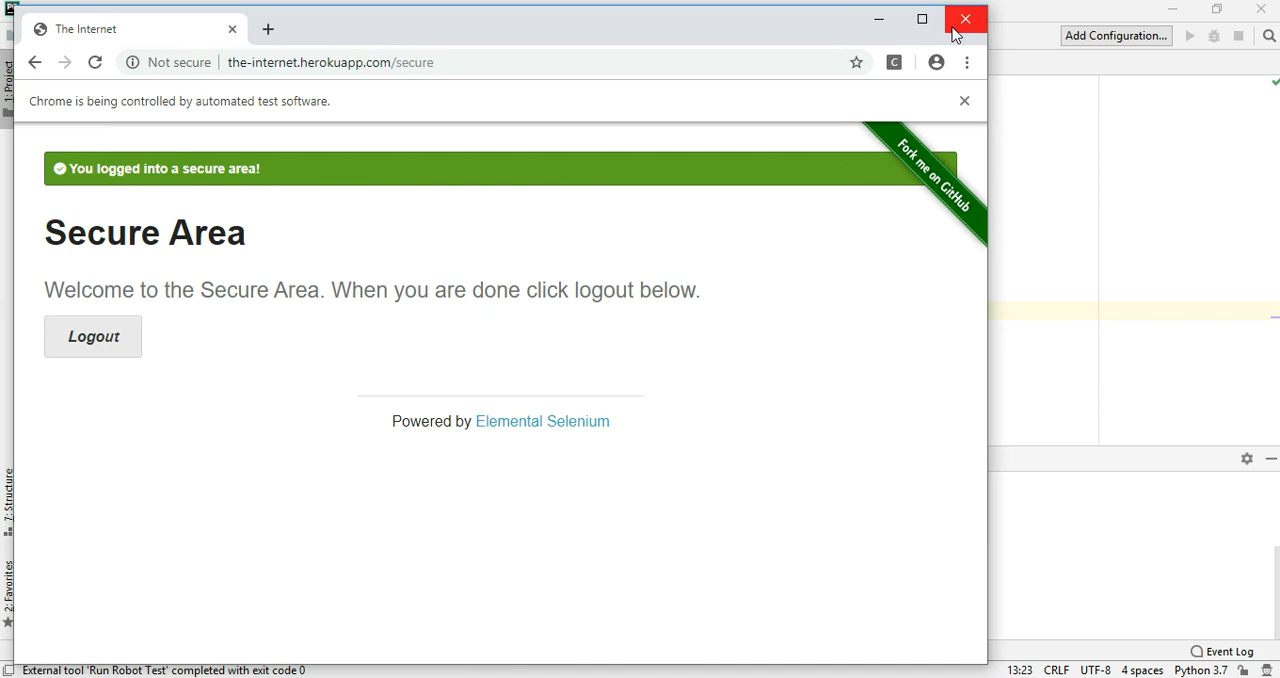 The Internet
Add Configuration...
Not secure
the-internet.herokuapp.com/secure
C
Chrome is being controlled by automated test software.
Fork me on GitHub
You logged into a secure area!
Secure Area
Welcome to the Secure Area. When you are done click logout below.
Logout
Powered by Elemental Selenium
1: Project
7: Structure
2: Favorites
Event Log
External tool 'Run Robot Test' completed with exit code 0
13:23 CRLF UTF-8 4 spaces Python 3.7